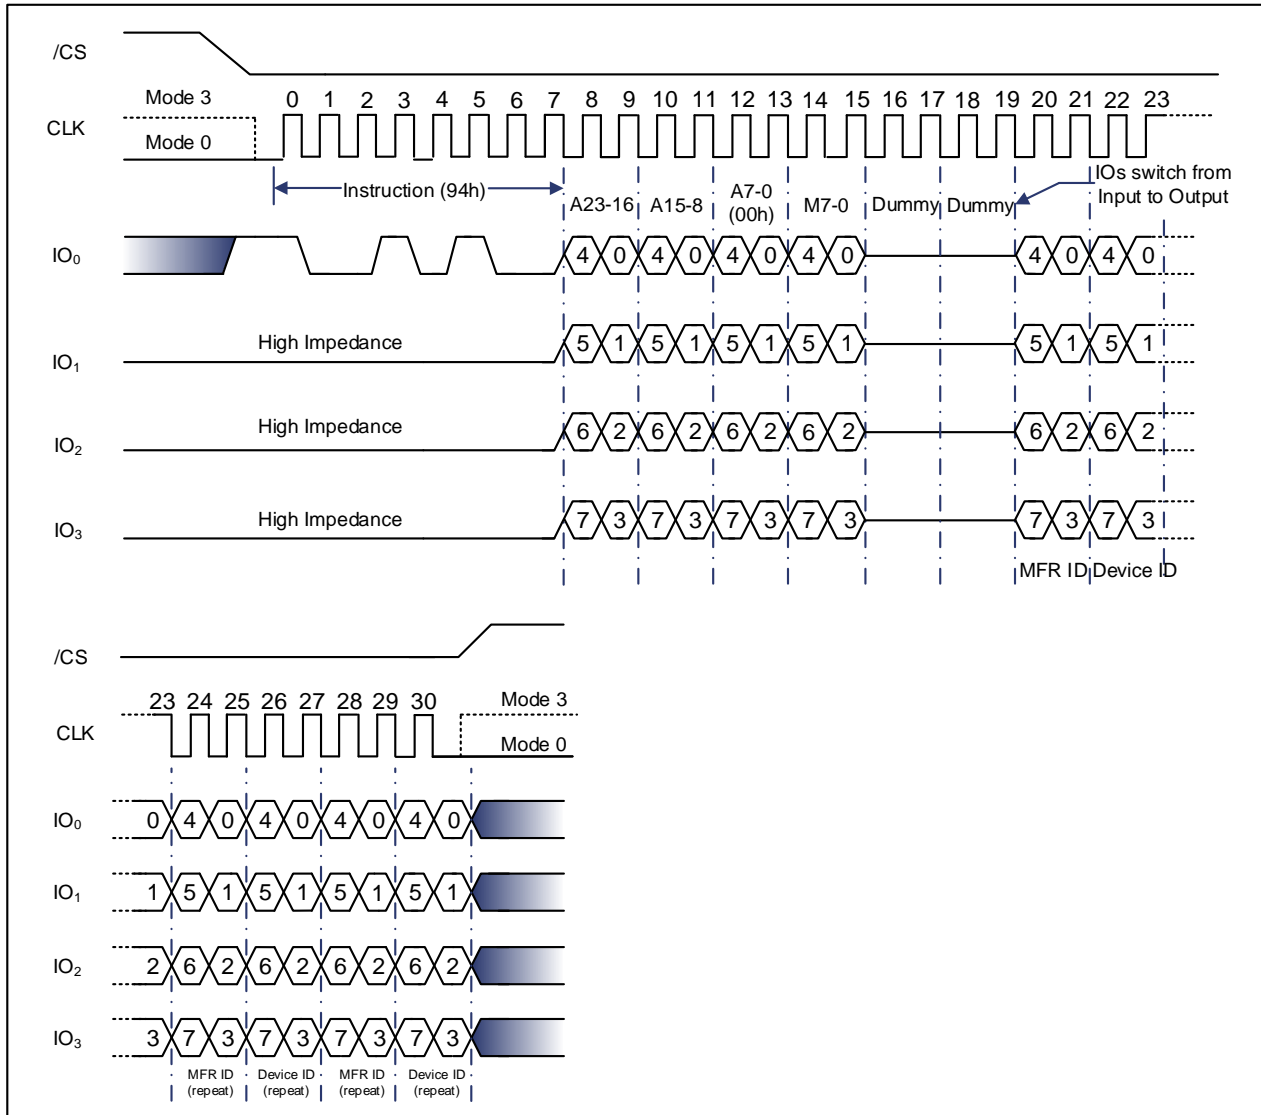 /CS
Mode 3
0 1 2 3 4 5 6 7 8 9 10 11 12 13 14 15 16 17 18 19 20 21 22 23
CLK
Mode 0
Instruction (94h)
A23-16 A15-8 A7-0 (00h) M7-0 Dummy Dummy
IOs switch from
Input to Output
IO0 4 0 4 0 4 0 4 0 4 0 4 0
IO1 High Impedance 5 1 5 1 5 1 5 1 5 1 5 1
IO2 High Impedance 6 2 6 2 6 2 6 2 6 2 6 2
IO3 High Impedance 7 3 7 3 7 3 7 3 7 3 7 3
MFR ID Device ID
/CS
23 24 25 26 27 28 29 30 Mode 3
CLK
Mode 0
IO0 0 4 0 4 0 4 0 4 0
IO1 1 5 1 5 1 5 1 5 1
IO2 2 6 2 6 2 6 2 6 2
IO3 3 7 3 7 3 7 3 7 3
MFR ID Device ID MFR ID Device ID
(repeat) (repeat) (repeat) (repeat)